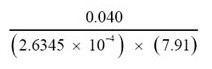 0.040
(2.6345 × 10⁻⁴) × (7.91)